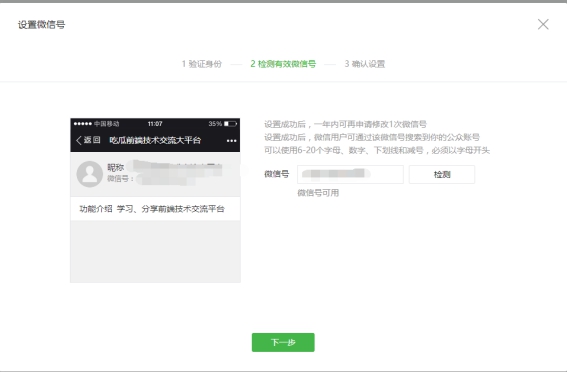 设置微信号
1 验证身份
2 检测有效微信号
3 确认设置
中国移动 11:07 35%
返回 吃瓜前端技术交流大平台
昵称
微信号：
功能介绍 学习、分享前端技术交流平台
设置成功后，一年内可再申请修改1次微信号
设置成功后，微信用户可通过该微信号搜索到你的公众账号
可以使用6-20个字母、数字、下划线和减号，必须以字母开头
微信号 检测
微信号可用
下一步